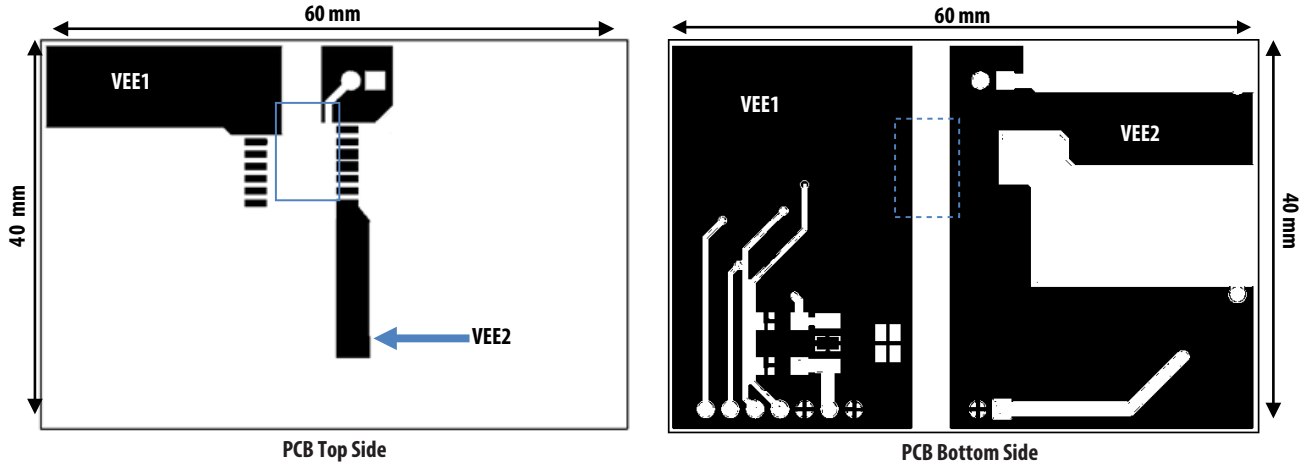 60 mm
60 mm
VEE1
VEE1
VEE2
40 mm
40 mm
VEE2
PCB Top Side
PCB Bottom Side